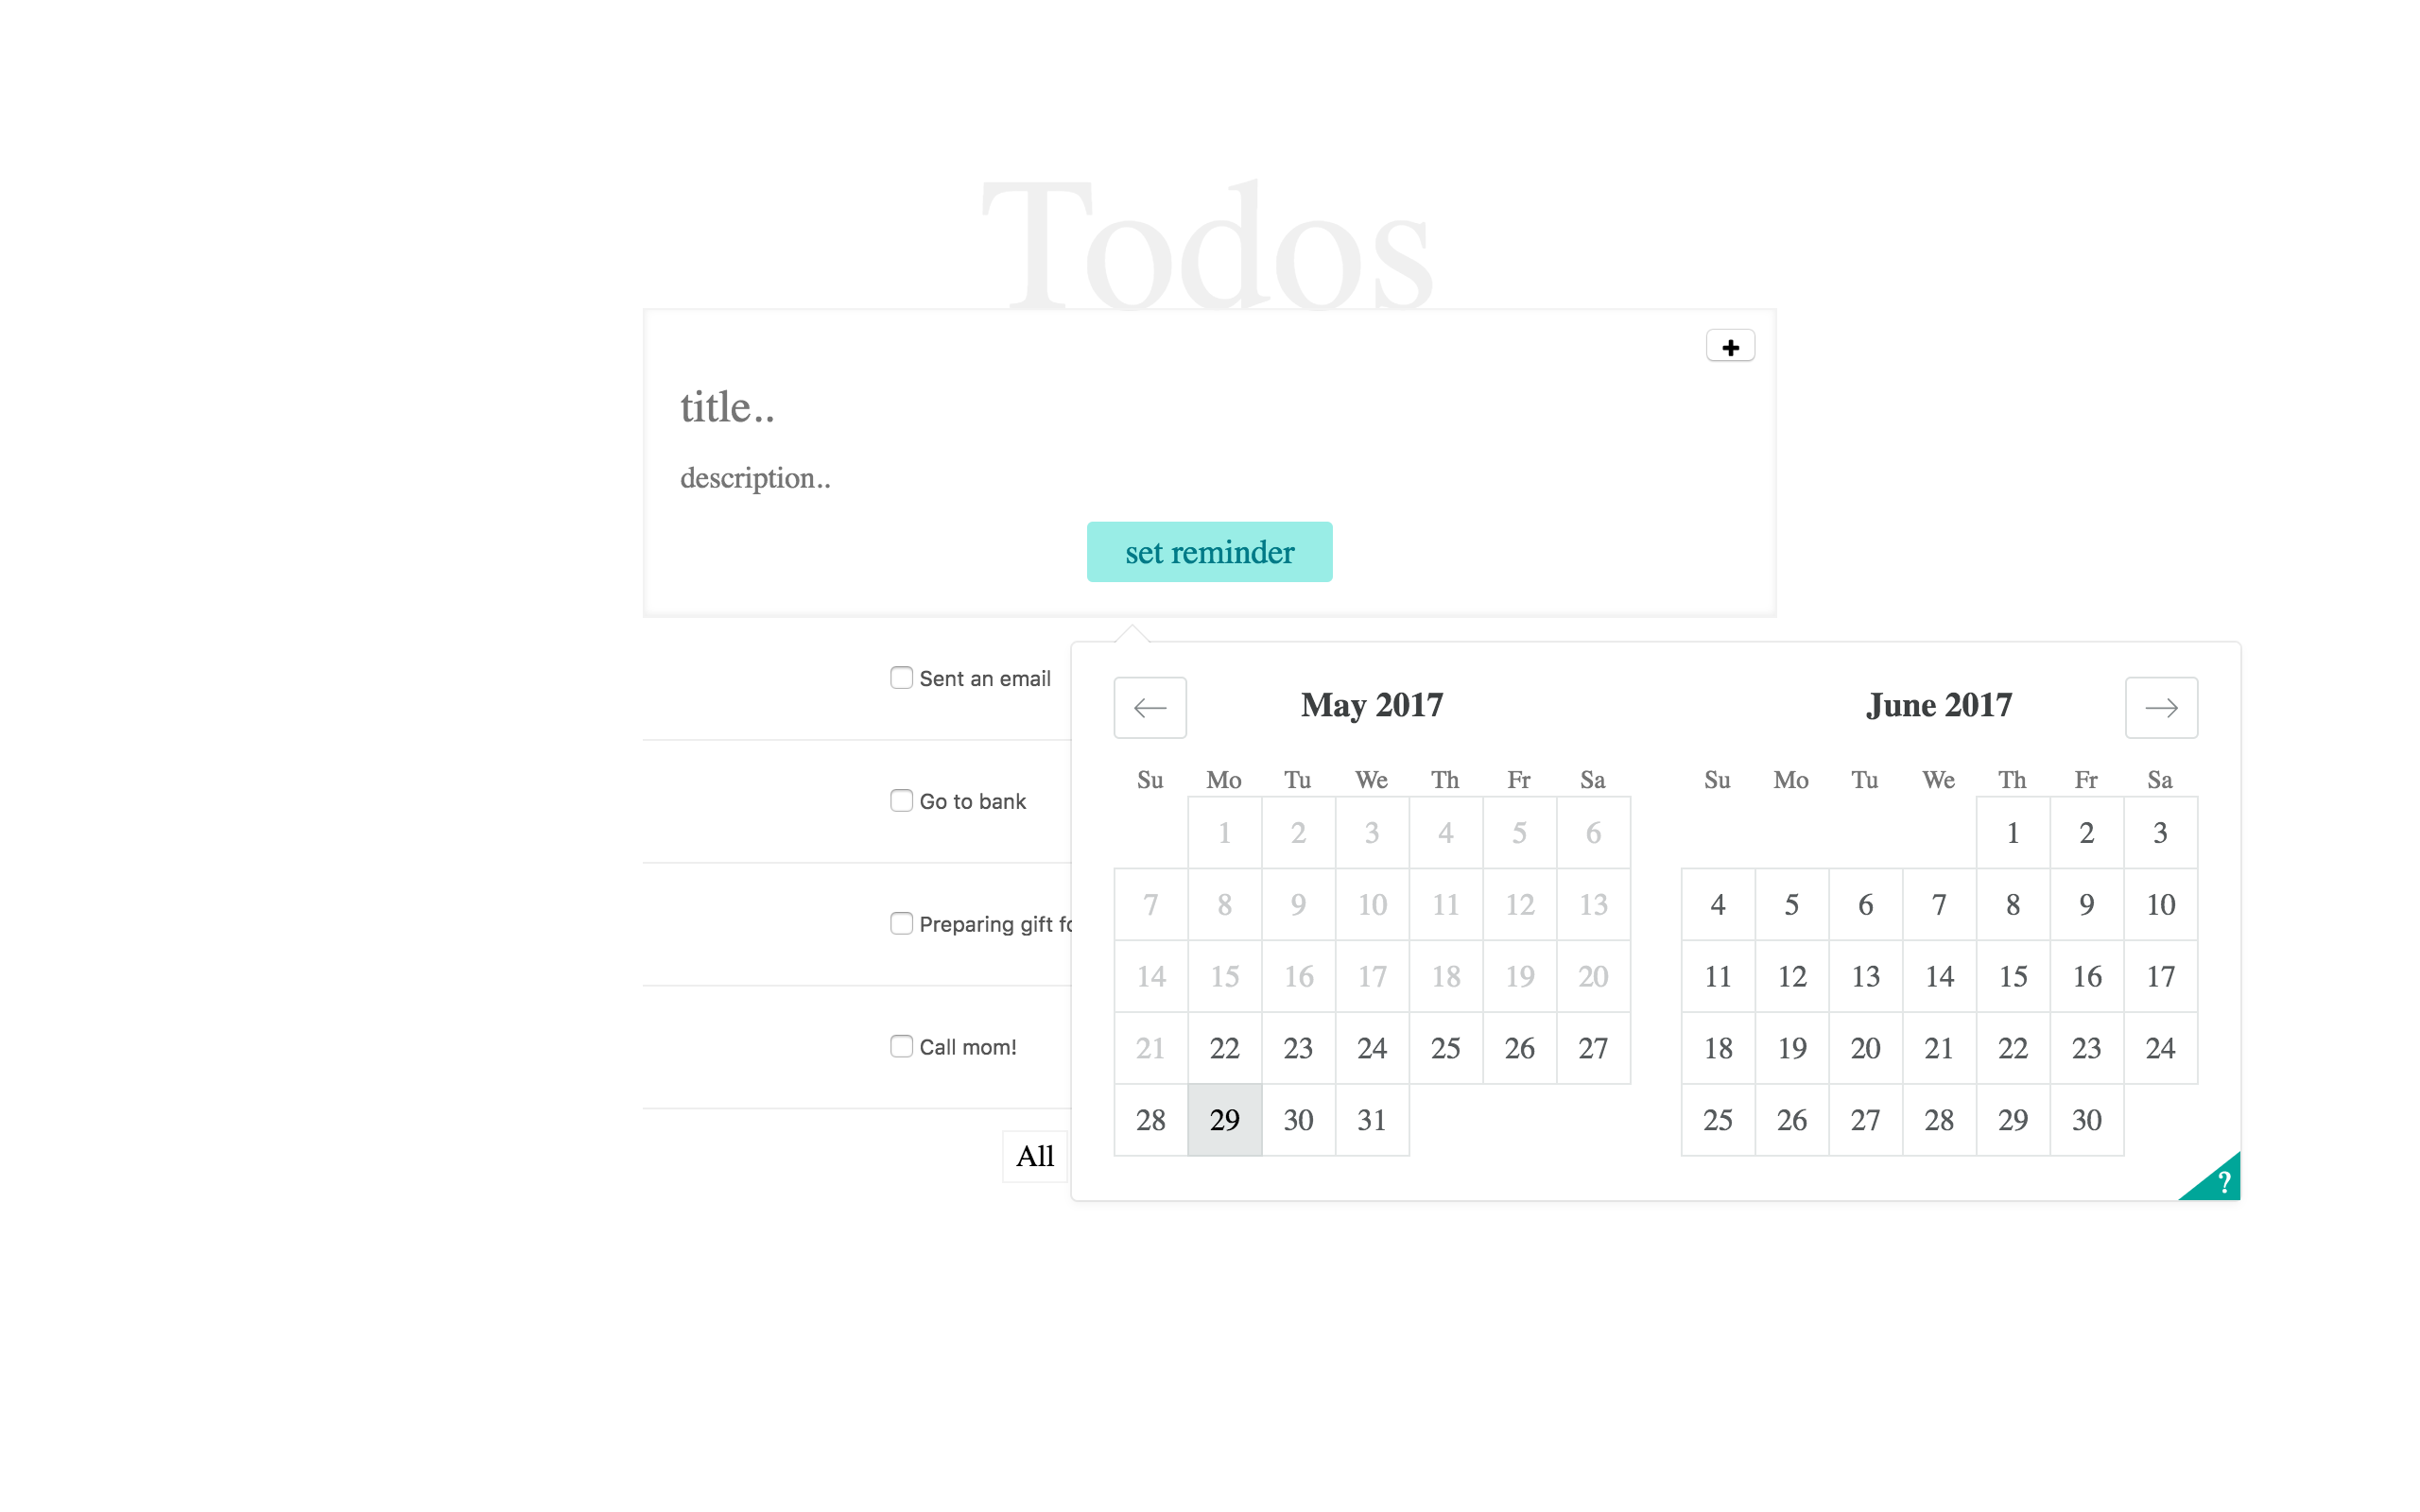 Todos
title..
description..
set reminder
Sent an email
Go to bank
Preparing gift
Call mom!
All
May 2017
Su Mo Tu We Th Fr Sa
1 2 3 4 5 6
7 8 9 10 11 12 13
14 15 16 17 18 19 20
21 22 23 24 25 26 27
28 29 30 31
June 2017
Su Mo Tu We Th Fr Sa
1 2 3
4 5 6 7 8 9 10
11 12 13 14 15 16 17
18 19 20 21 22 23 24
25 26 27 28 29 30
?